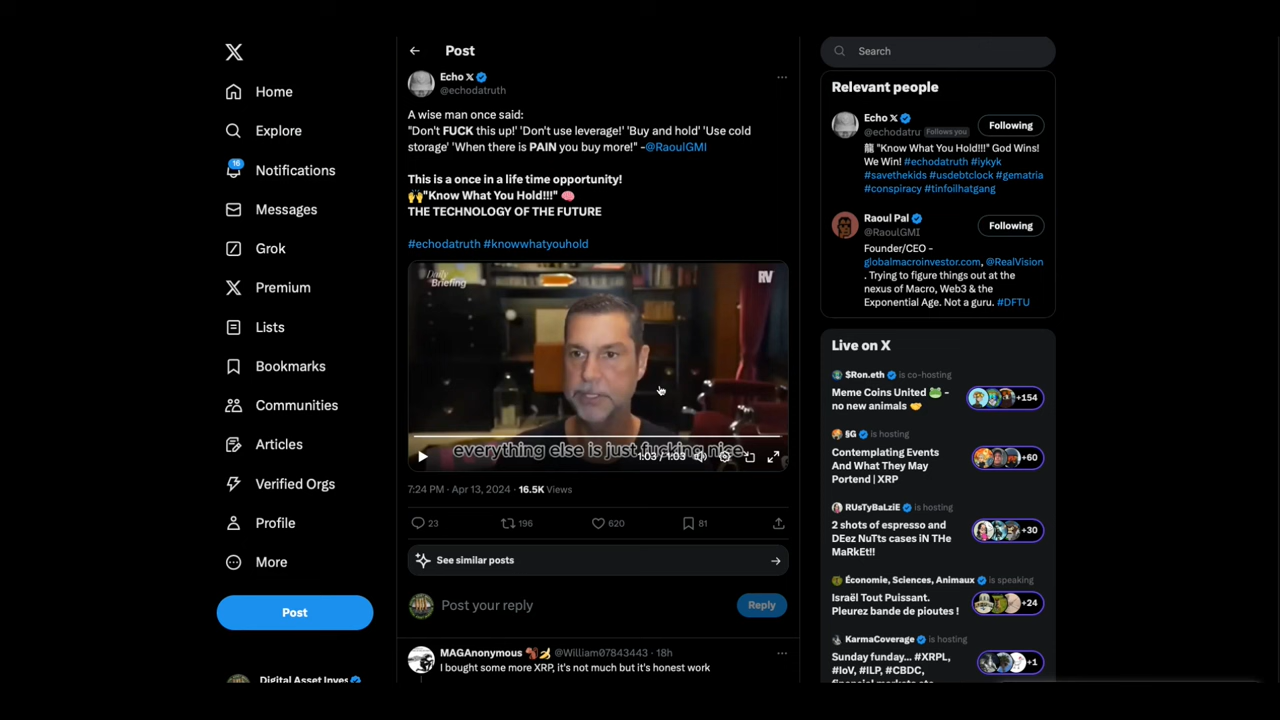 Home
Explore
16
Notifications
Messages
Grok
Premium
Lists
Bookmarks
Communities
Articles
Verified Orgs
Profile
More
Post
Digital Asset Inves
Post
Echo X
@echodatruth
A wise man once said:
"Don't FUCK this up!' 'Don't use leverage!' 'Buy and hold' 'Use cold
storage' 'When there is PAIN you buy more!" -@RaoulGMI
This is a once in a life time opportunity!
🙌"Know What You Hold!!!" 🧠
THE TECHNOLOGY OF THE FUTURE
#echodatruth #knowwhatyouhold
Daily
Briefing
RV
everything else is just fucking nice.
1:03 / 1:03
7:24 PM · Apr 13, 2024 · 16.5K Views
23
196
620
81
See similar posts
Post your reply
Reply
MAGAnonymous 🐿️🍌 @William07843443 · 18h
I bought some more XRP, it's not much but it's honest work
Search
Relevant people
Echo X
@echodatru Follows you
Following
龍 "Know What You Hold!!!" God Wins!
We Win! #echodatruth #iykyk
#savethekids #usdebtclock #gematria
#conspiracy #tinfoilhatgang
Raoul Pal
@RaoulGMI
Following
Founder/CEO -
globalmacroinvestor.com, @RealVision
. Trying to figure things out at the
nexus of Macro, Web3 & the
Exponential Age. Not a guru. #DFTU
Live on X
$Ron.eth is co-hosting
Meme Coins United 🐸 -
no new animals 🤝
+154
§G is hosting
Contemplating Events
And What They May
Portend | XRP
+60
RUsTyBaLziE is hosting
2 shots of espresso and
DEez NuTts cases iN THe
MaRkEt!!
+30
Économie, Sciences, Animaux is speaking
Israël Tout Puissant.
Pleurez bande de pioutes !
+24
KarmaCoverage is hosting
Sunday funday... #XRPL,
#IoV, #ILP, #CBDC,
+1